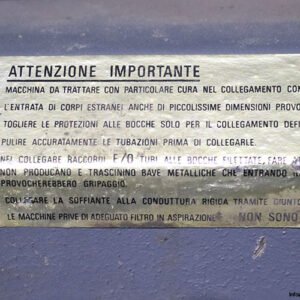 ATTENZIONE IMPORTANTE
MACCHINA DA TRATTARE CON PARTICOLARE CURA NEL COLLEGAMENTO CON
L'ENTRATA DI CORPI ESTRANEI ANCHE DI PICCOLISSIME DIMENSIONI PROVO
TOGLIERE LE PROTEZIONI ALLE BOCCHE SOLO PER IL COLLEGAMENTO DEFI
PULIRE ACCURATAMENTE LE TUBAZIONI PRIMA DI COLLEGARLE.
NEL COLLEGARE RACCORDI E/O TUBI ALLE BOCCHE FILETTATE, FARE
NON PRODUCANO E TRASCININO BAVE METALLICHE CHE ENTRANDO
PROVOCHEREBBERO GRIPAGGIO.
COLLEGARE LA SOFFIANTE ALLA CONDUTTURA RIGIDA TRAMITE GIUNTI
LE MACCHINE PRIVE DI ADEGUATO FILTRO IN ASPIRAZIONE NON SONO